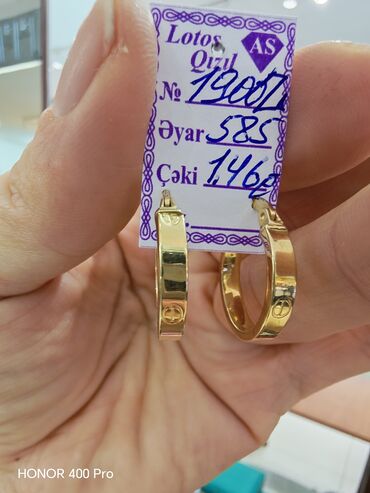 Lotos
Qızıl
AS
№ 19007
Əyar 585
Çəki 1,46
HONOR 400 Pro